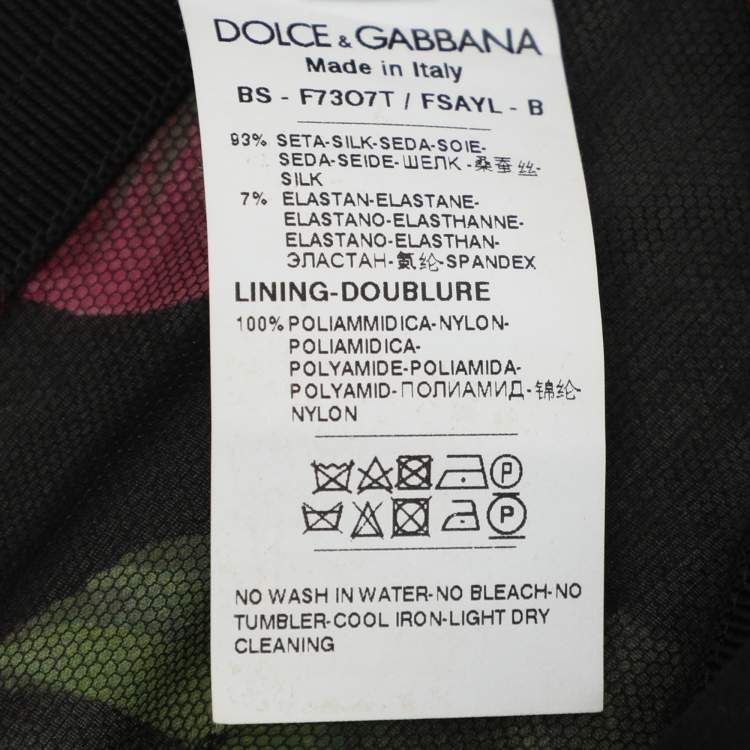 DOLCE & GABBANA
Made in Italy
BS - F73O7T / FSAYL - B
93% SETA-SILK-SEDA-SOIE-
SEDA-SEIDE-ШЕЛК -桑蚕丝-
SILK
7% ELASTAN-ELASTANE-
ELASTANO-ELASTHANNE-
ELASTANO-ELASTHAN-
ЭЛАСТАН-氨纶-SPANDEX
LINING-DOUBLURE
100% POLIAMMIDICA-NYLON-
POLIAMIDICA-
POLYAMIDE-POLIAMIDA-
POLYAMID-ПОЛИАМИД-锦纶-
NYLON
P
P
NO WASH IN WATER-NO BLEACH-NO
TUMBLER-COOL IRON-LIGHT DRY
CLEANING